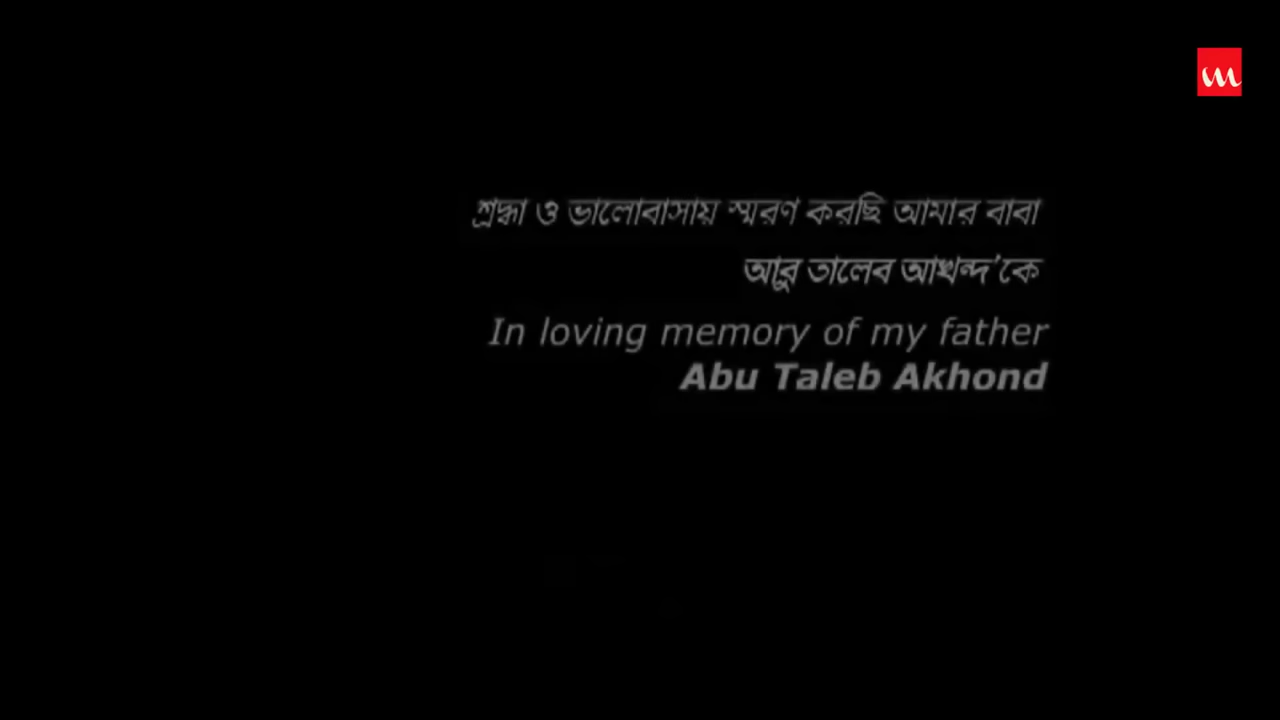 শ্রদ্ধা ও ভালোবাসায় স্মরণ করছি আমার বাবা
আবু তালেব আখন্দ'কে
In loving memory of my father
Abu Taleb Akhond